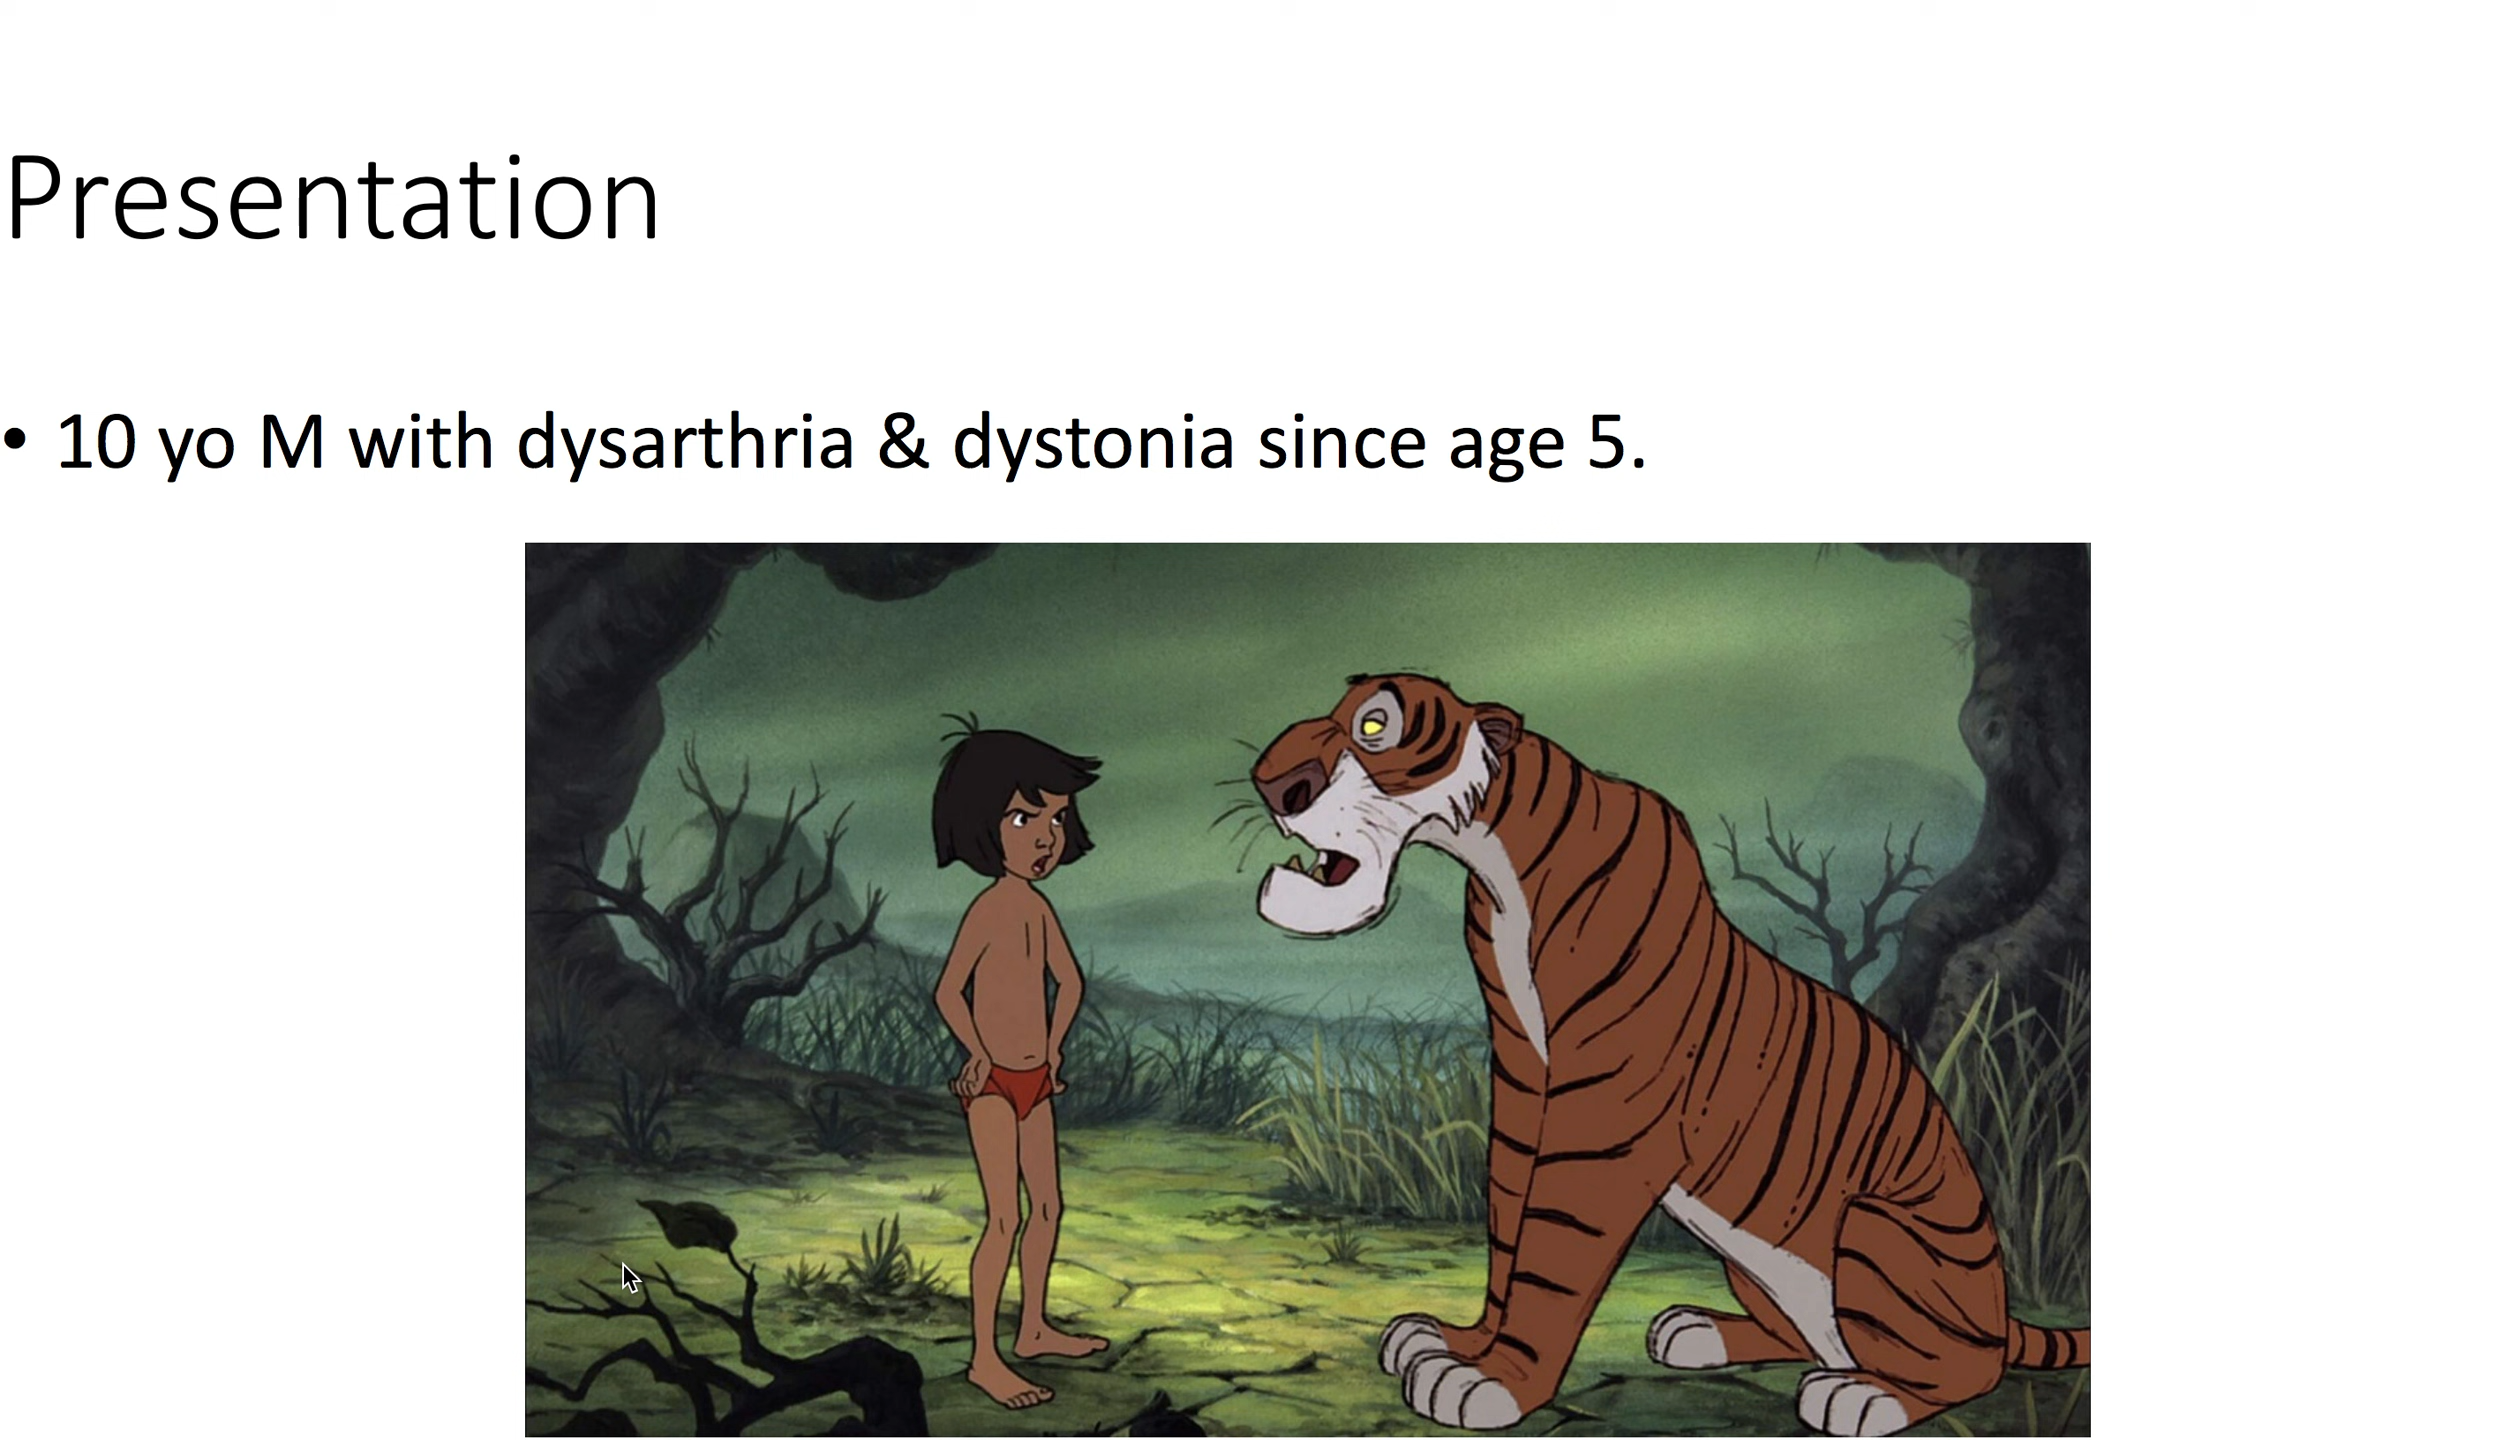 Presentation
• 10 yo M with dysarthria & dystonia since age 5.